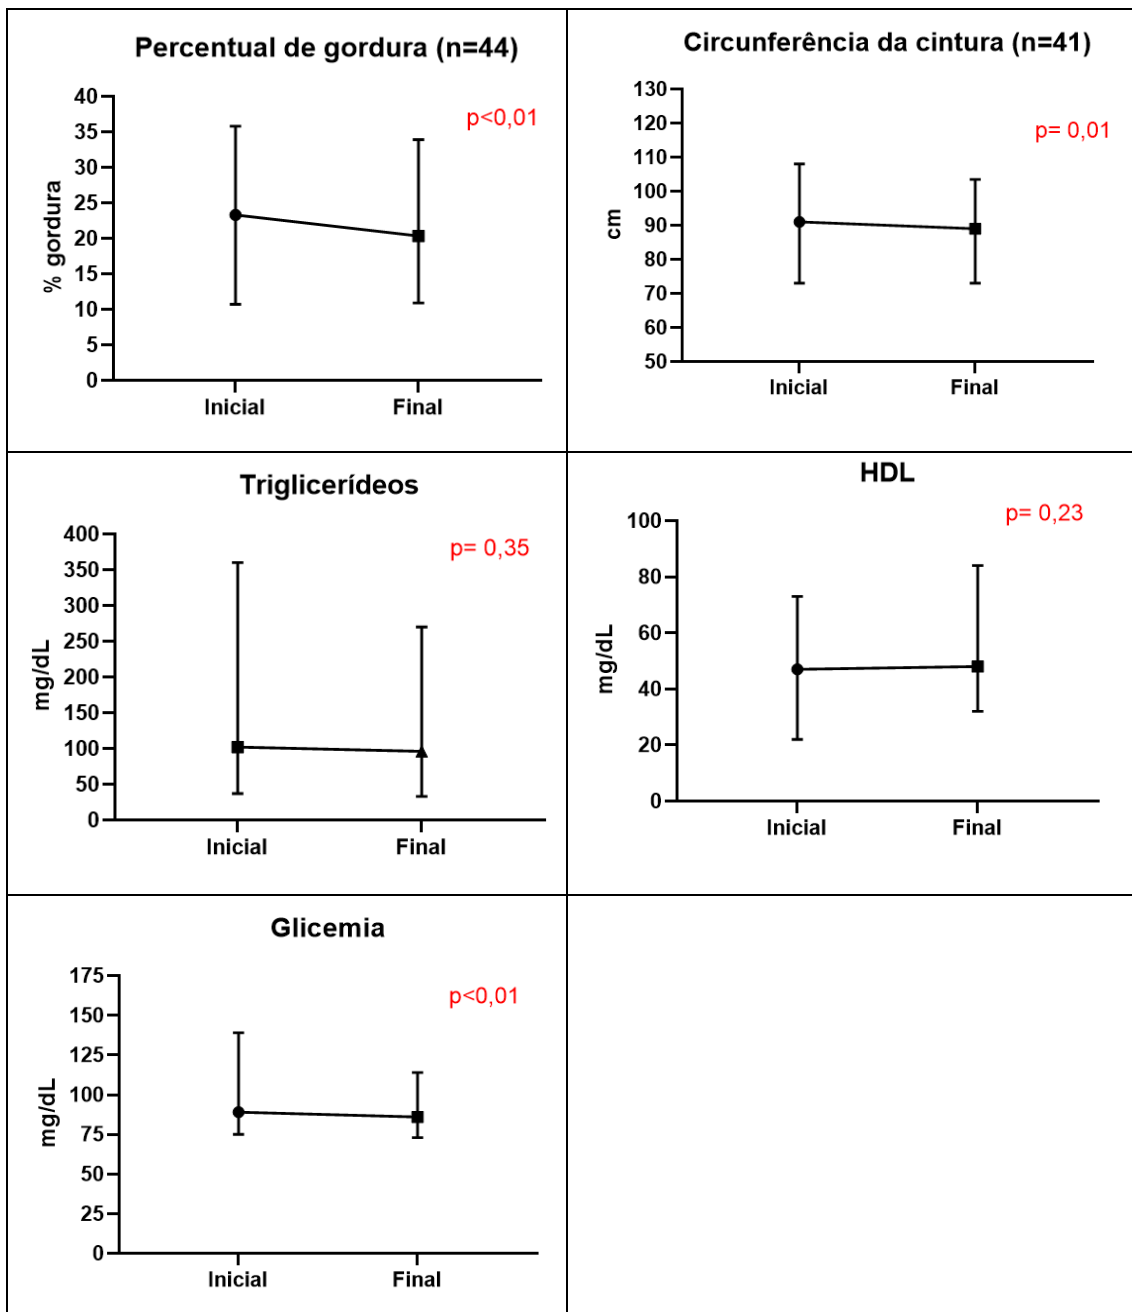 Percentual de gordura (n=44)
p<0,01
% gordura
40
35
30
25
20
15
10
5
0
Inicial Final
Circunferência da cintura (n=41)
p= 0,01
cm
130
120
110
100
90
80
70
60
50
Inicial Final
Triglicerídeos
p= 0,35
mg/dL
400
350
300
250
200
150
100
50
0
Inicial Final
HDL
p= 0,23
mg/dL
100
80
60
40
20
0
Inicial Final
Glicemia
p<0,01
mg/dL
175
150
125
100
75
50
25
0
Inicial Final